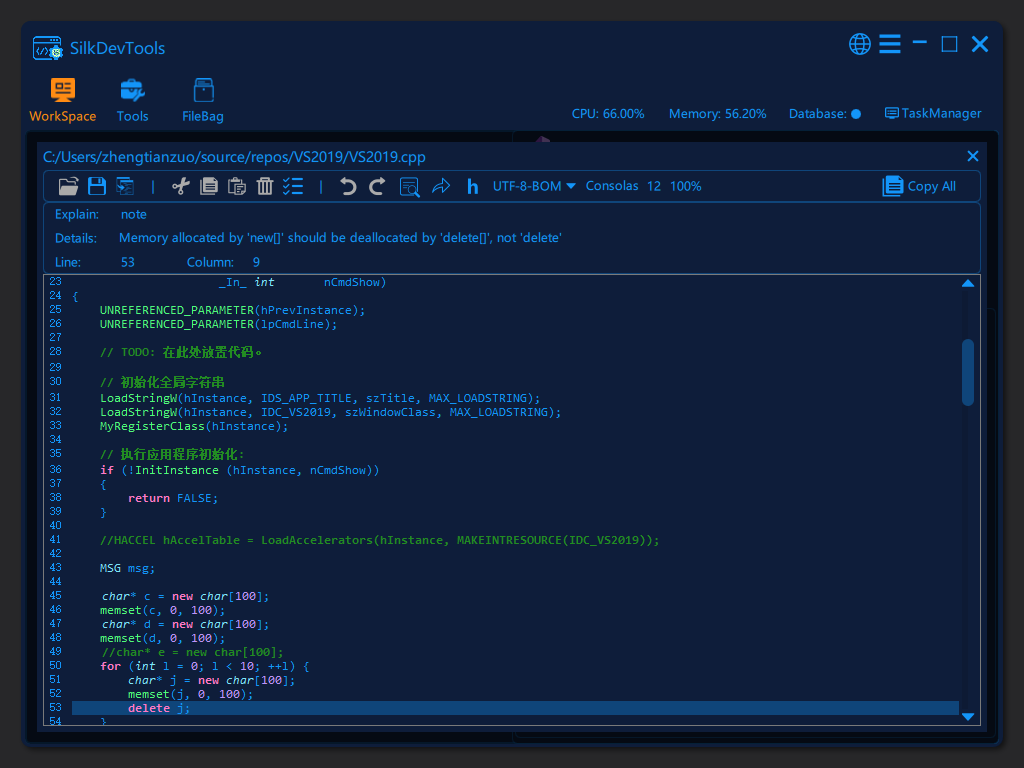 SilkDevTools
WorkSpace Tools FileBag
CPU: 66.00% Memory: 56.20% Database: TaskManager
C:/Users/zhengtianzuo/source/repos/VS2019/VS2019.cpp
h UTF-8-BOM Consolas 12 100% Copy All
Explain: note
Details: Memory allocated by 'new[]' should be deallocated by 'delete[]', not 'delete'
Line: 53 Column: 9
23 _In_ int nCmdShow)
24 {
25 UNREFERENCED_PARAMETER(hPrevInstance);
26 UNREFERENCED_PARAMETER(lpCmdLine);
27
28 // TODO: 在此处放置代码。
29
30 // 初始化全局字符串
31 LoadStringW(hInstance, IDS_APP_TITLE, szTitle, MAX_LOADSTRING);
32 LoadStringW(hInstance, IDC_VS2019, szWindowClass, MAX_LOADSTRING);
33 MyRegisterClass(hInstance);
34
35 // 执行应用程序初始化:
36 if (!InitInstance (hInstance, nCmdShow))
37 {
38 return FALSE;
39 }
40
41 //HACCEL hAccelTable = LoadAccelerators(hInstance, MAKEINTRESOURCE(IDC_VS2019));
42
43 MSG msg;
44
45 char* c = new char[100];
46 memset(c, 0, 100);
47 char* d = new char[100];
48 memset(d, 0, 100);
49 //char* e = new char[100];
50 for (int l = 0; l < 10; ++l) {
51 char* j = new char[100];
52 memset(j, 0, 100);
53 delete j;
54 }